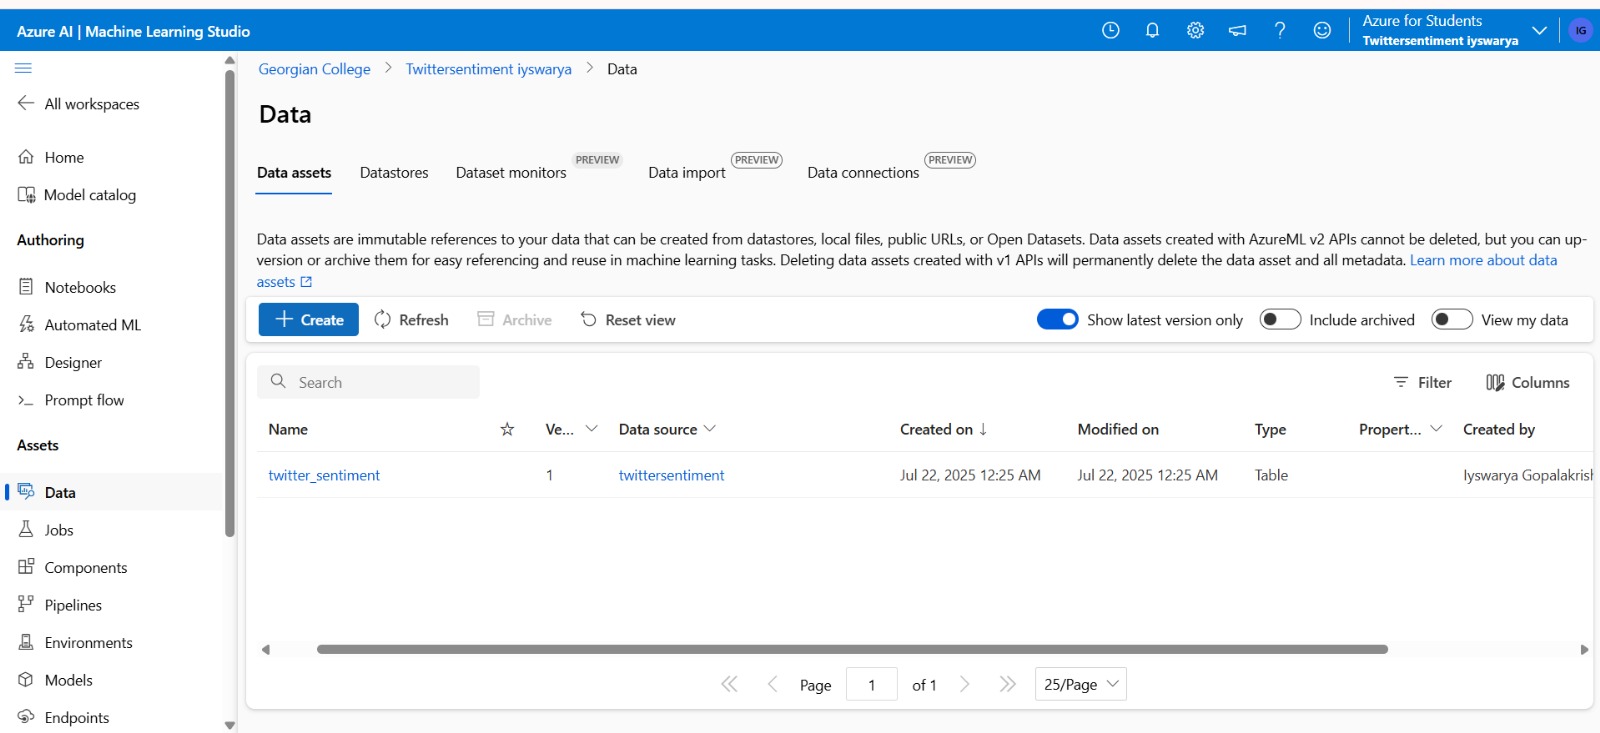 Azure AI | Machine Learning Studio
Azure for Students
Twittersentiment iyswarya
IG
All workspaces
Home
Model catalog
Authoring
Notebooks
Automated ML
Designer
Prompt flow
Assets
Data
Jobs
Components
Pipelines
Environments
Models
Endpoints
Georgian College > Twittersentiment iyswarya > Data
Data
Data assets
Datastores
Dataset monitors PREVIEW
Data import PREVIEW
Data connections PREVIEW
Data assets are immutable references to your data that can be created from datastores, local files, public URLs, or Open Datasets. Data assets created with AzureML v2 APIs cannot be deleted, but you can up-
version or archive them for easy referencing and reuse in machine learning tasks. Deleting data assets created with v1 APIs will permanently delete the data asset and all metadata. Learn more about data
assets
+ Create Refresh Archive Reset view Show latest version only Include archived View my data
Search Filter Columns
Name Ve... Data source Created on ↓ Modified on Type Propert... Created by
twitter_sentiment 1 twittersentiment Jul 22, 2025 12:25 AM Jul 22, 2025 12:25 AM Table Iyswarya Gopalakrish
Page 1 of 1 25/Page